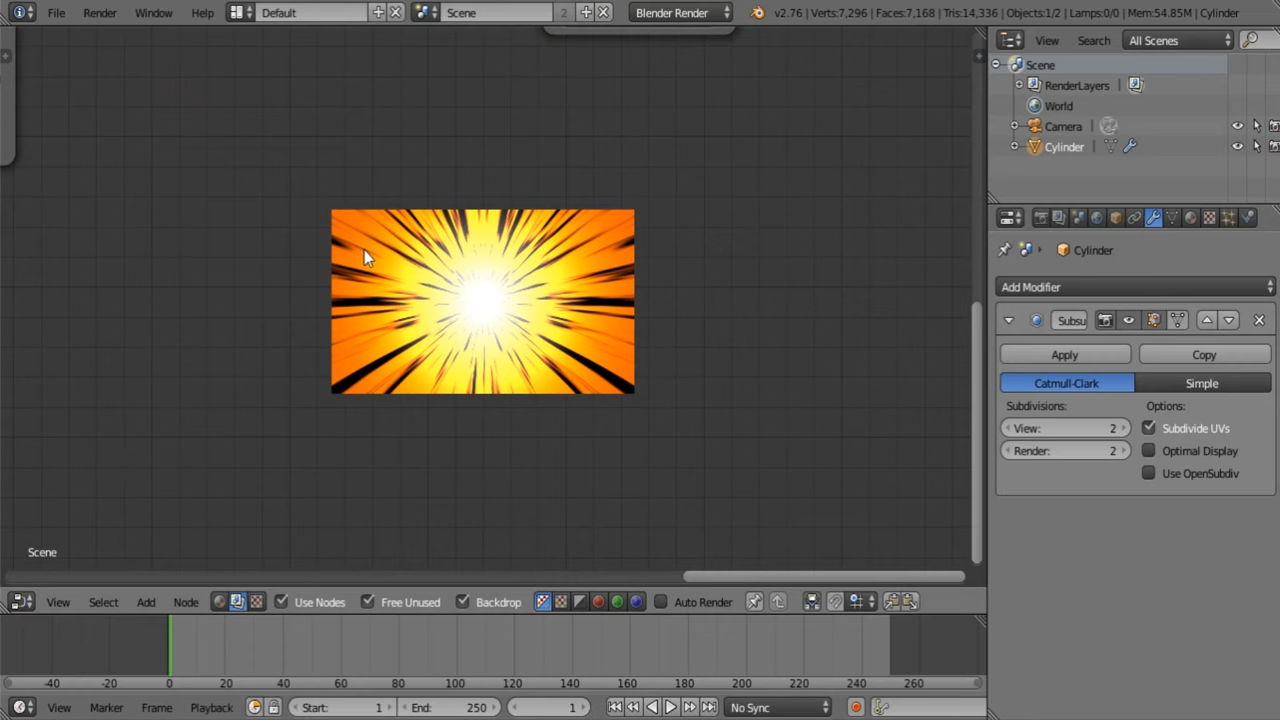 File Render Window Help Default Scene 2 Blender Render v2.76 | Verts:7,296 | Faces:7,168 | Tris:14,336 | Objects:1/2 | Lamps:0/0 | Mem:54.85M | Cylinder
View Search All Scenes
Scene
RenderLayers |
World
Camera |
Cylinder |
Cylinder
Add Modifier
Subsu
Apply Copy
Catmull-Clark Simple
Subdivisions: Options:
View: 2 Subdivide UVs
Render: 2 Optimal Display
Use OpenSubdiv
Scene
View Select Add Node Use Nodes Free Unused Backdrop Auto Render
-40 -20 0 20 40 60 80 100 120 140 160 180 200 220 240 260
View Marker Frame Playback Start: 1 End: 250 1 No Sync